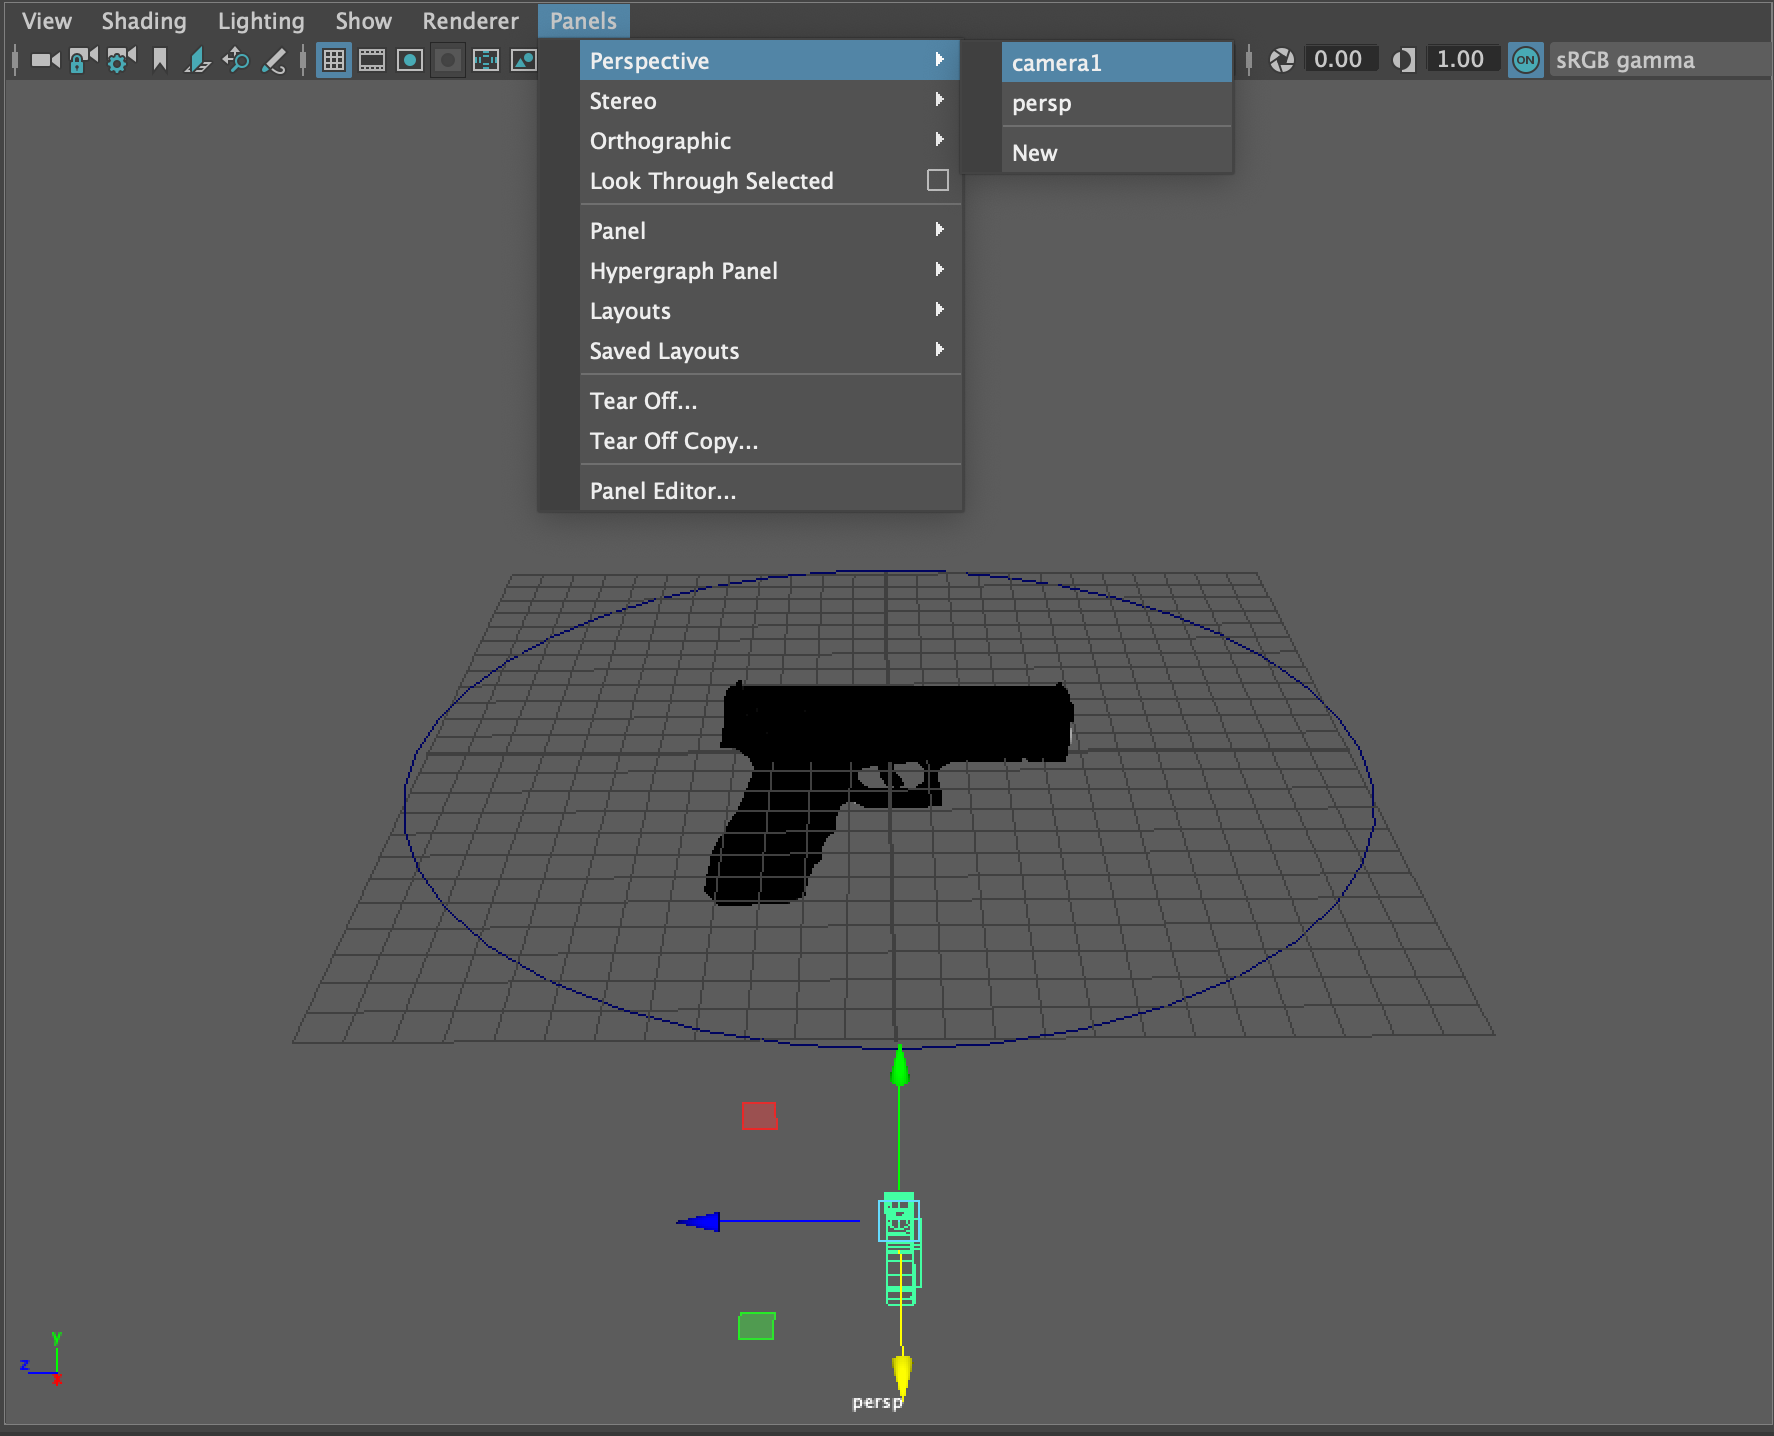 View Shading Lighting Show Renderer Panels
0.00 1.00 ON sRGB gamma
Perspective
Stereo
Orthographic
Look Through Selected
Panel
Hypergraph Panel
Layouts
Saved Layouts
Tear Off...
Tear Off Copy...
Panel Editor...
camera1
persp
New
y
z
x
persp